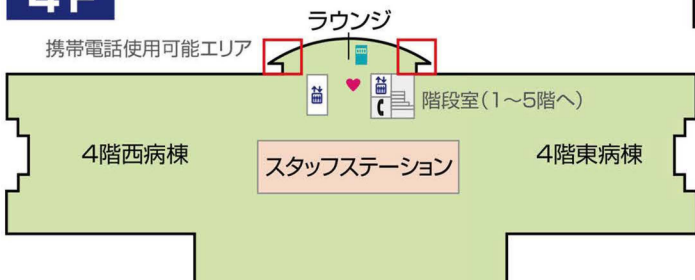 4F
ラウンジ
携帯電話使用可能エリア
階段室(1〜5階へ)
4階西病棟
スタッフステーション
4階東病棟